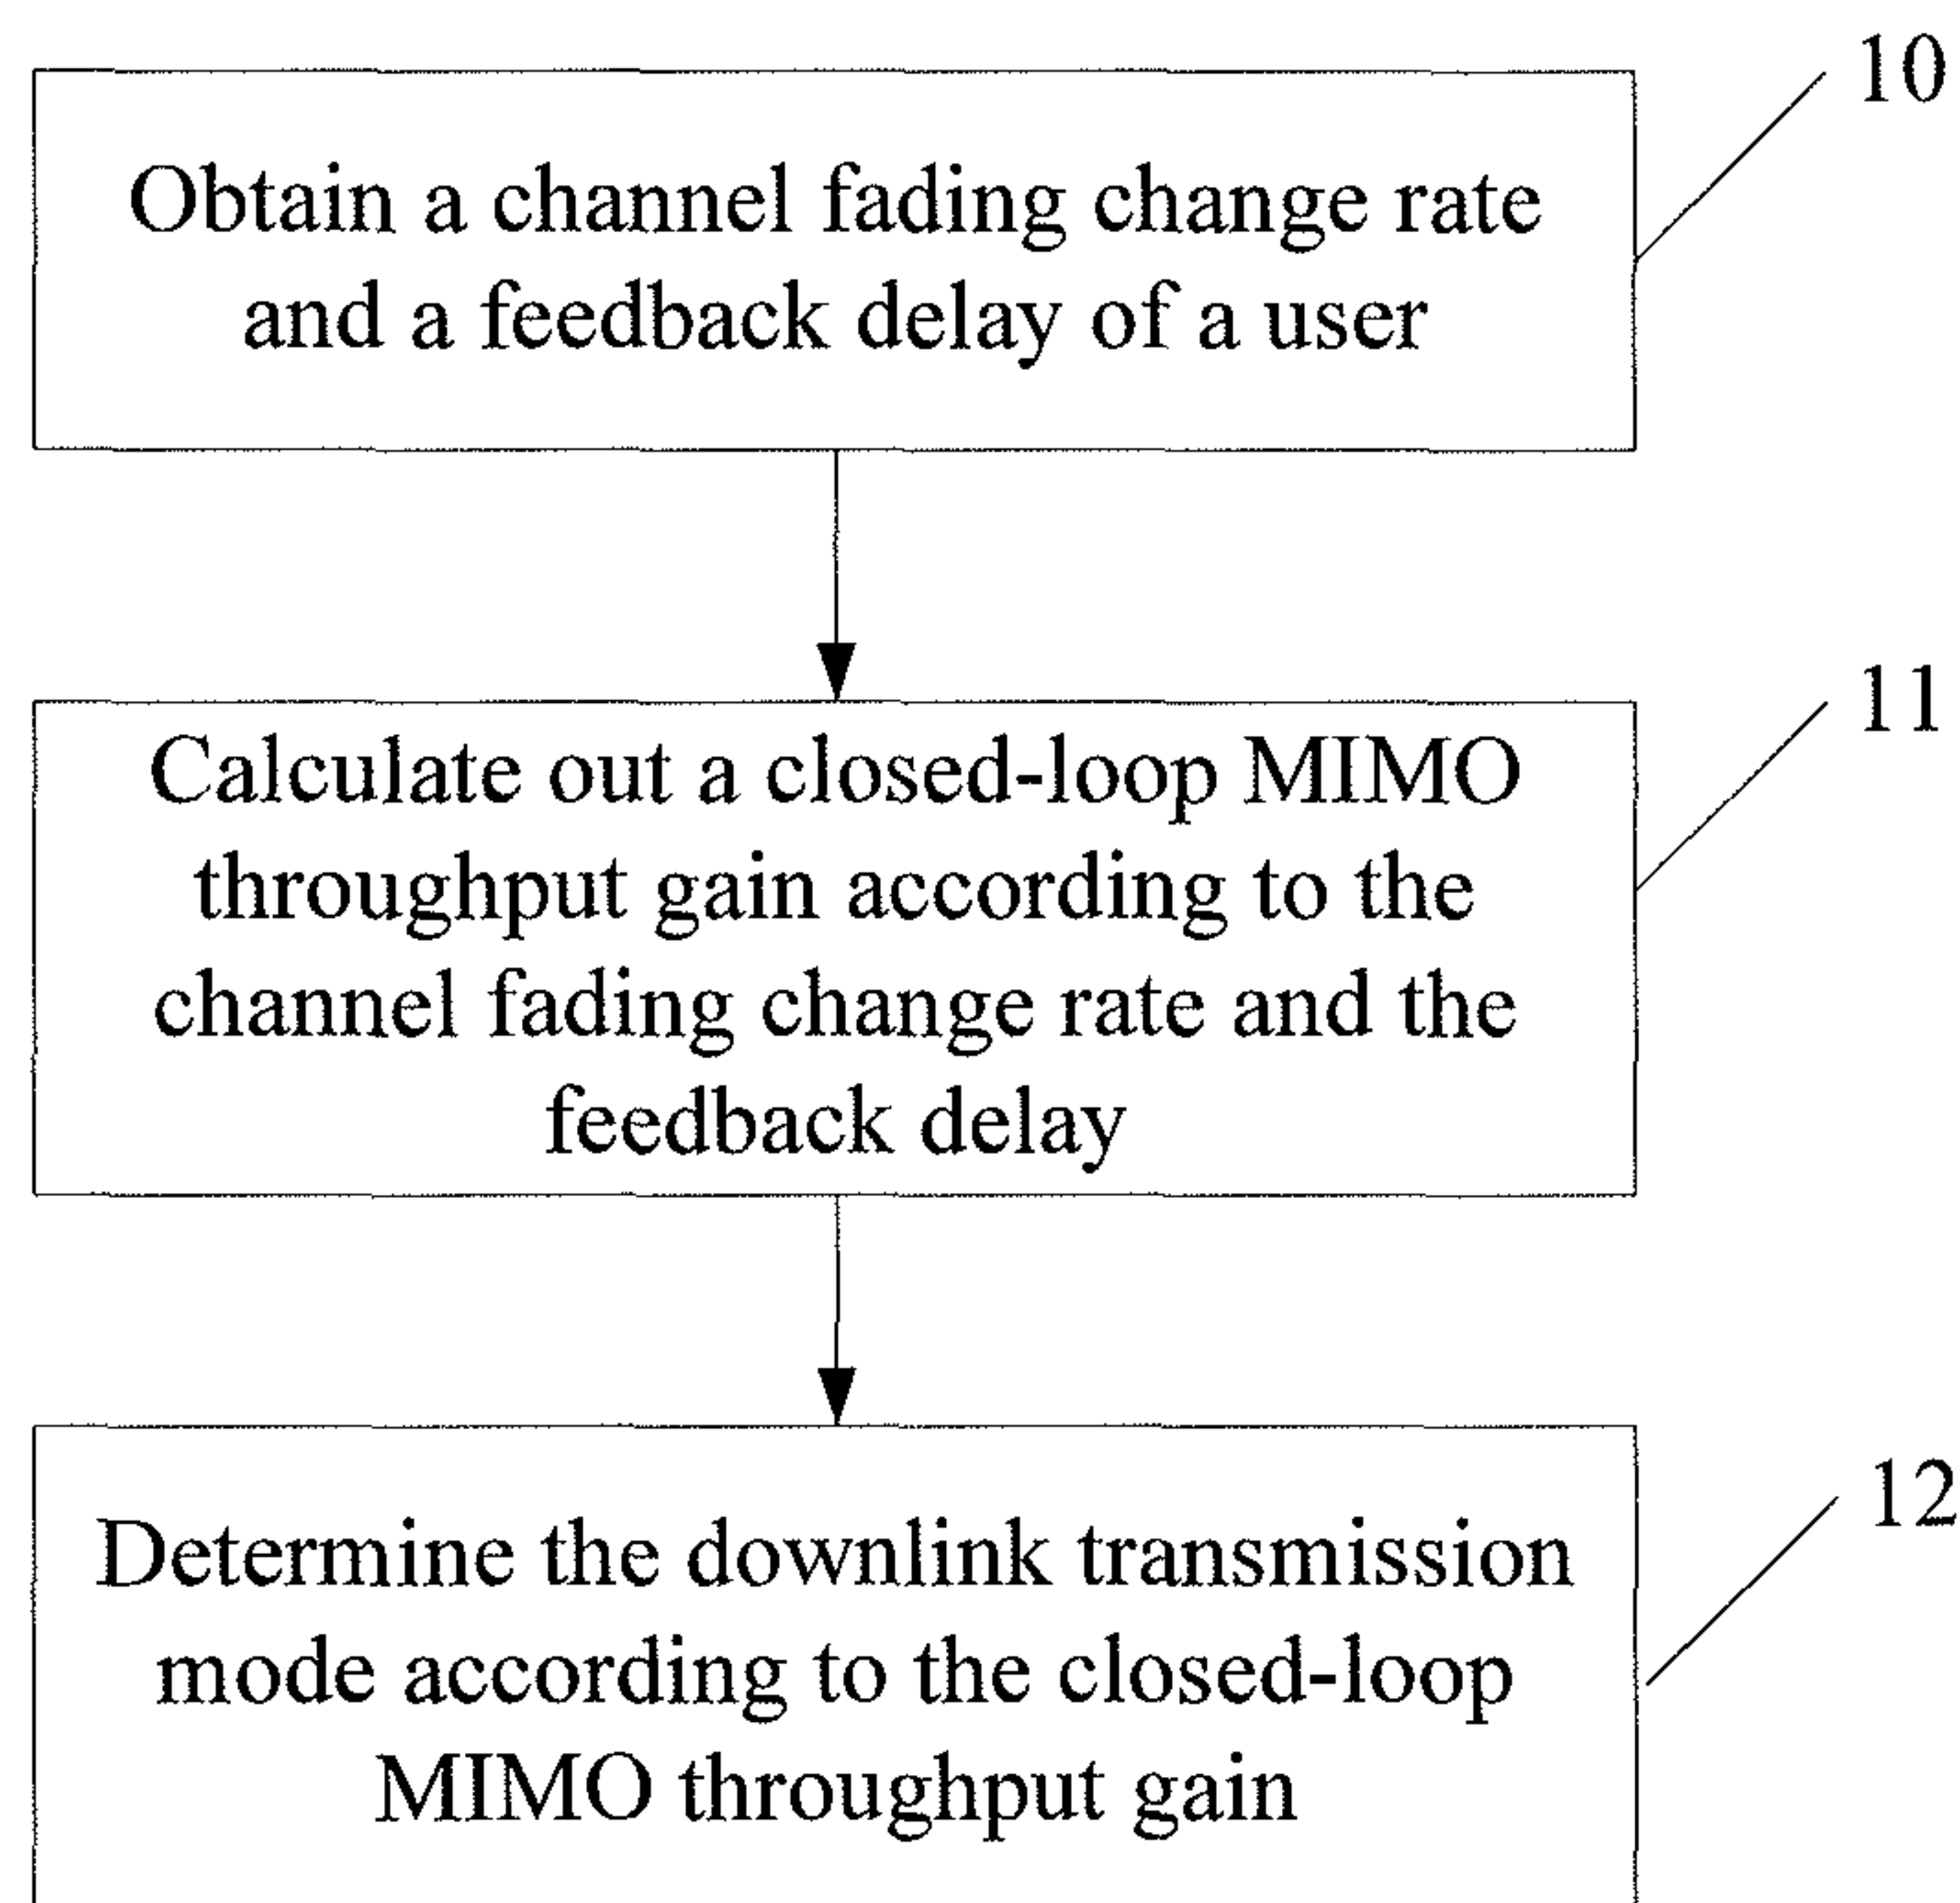 10
Obtain a channel fading change rate
and a feedback delay of a user
11
Calculate out a closed-loop MIMO
throughput gain according to the
channel fading change rate and the
feedback delay
12
Determine the downlink transmission
mode according to the closed-loop
MIMO throughput gain